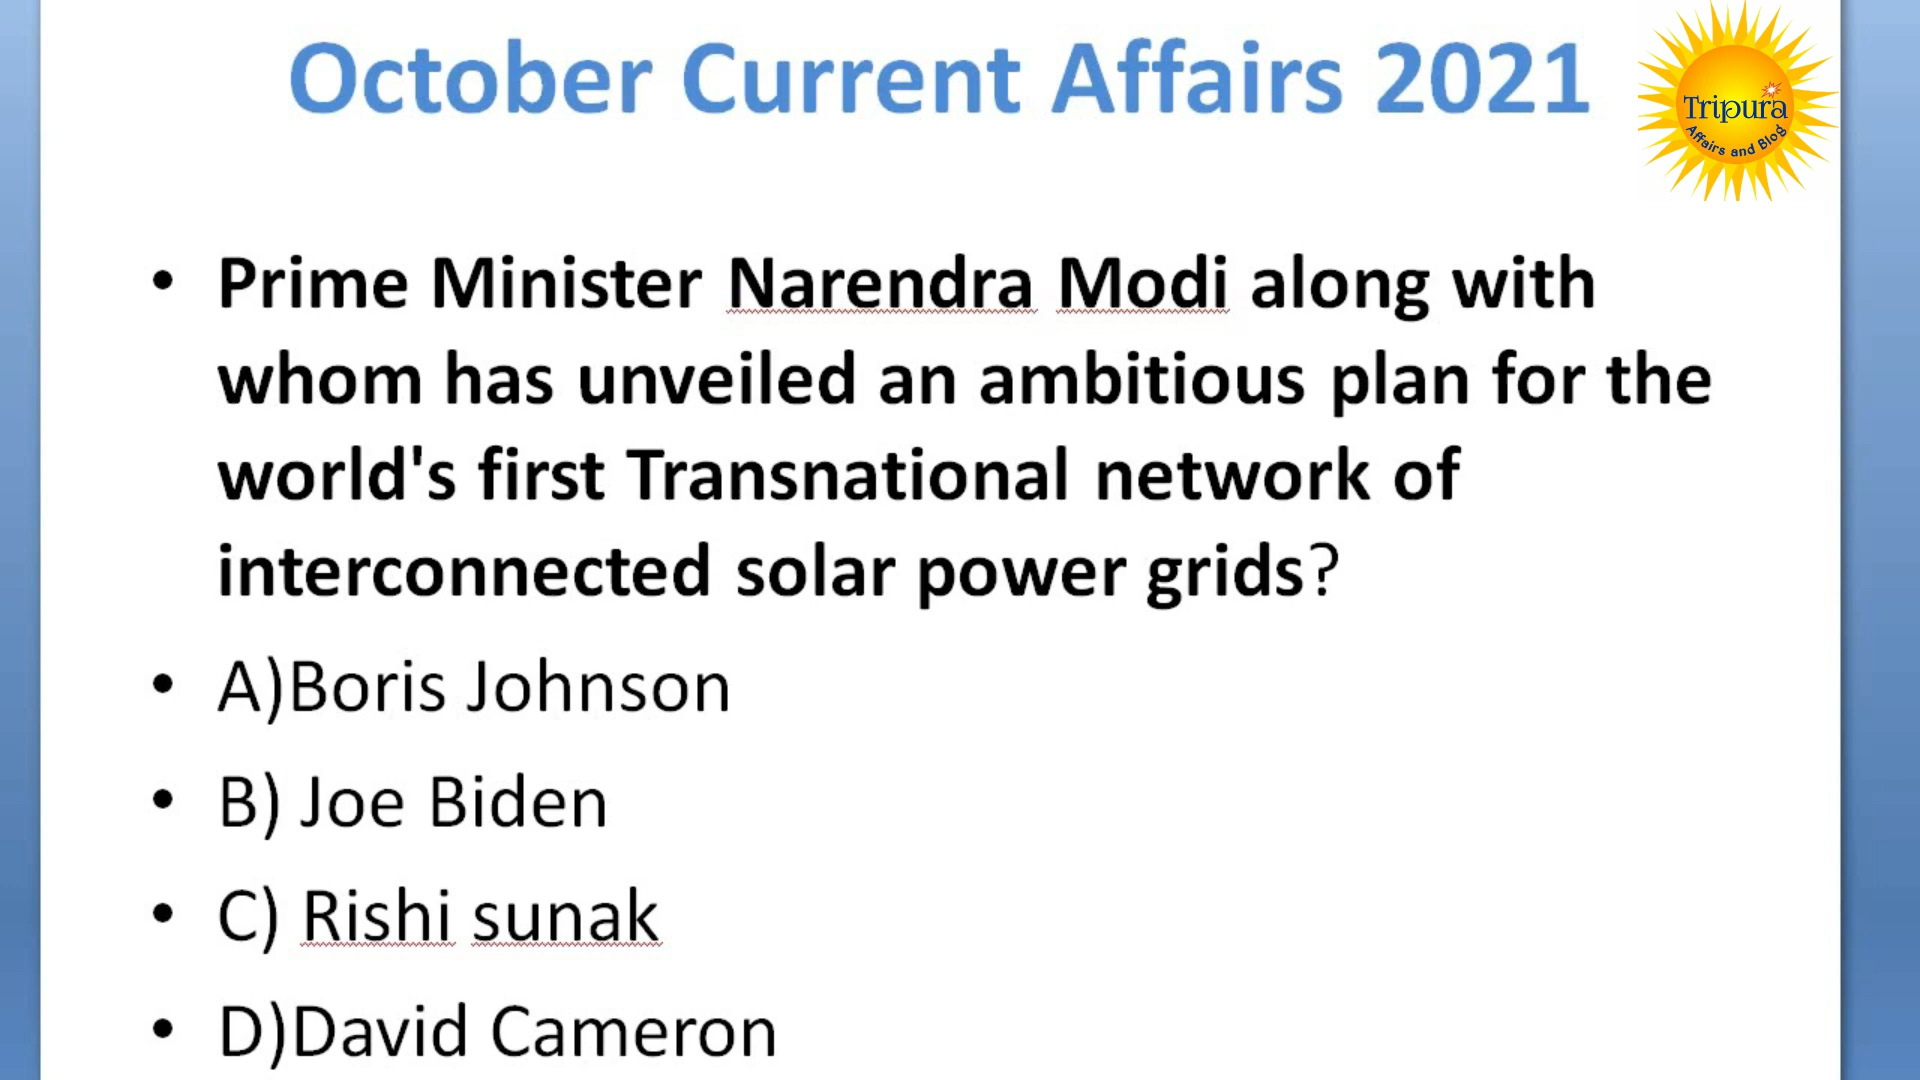 October Current Affairs 2021
Tripura
Affairs and Blog
• Prime Minister Narendra Modi along with
whom has unveiled an ambitious plan for the
world's first Transnational network of
interconnected solar power grids?
• A)Boris Johnson
• B) Joe Biden
• C) Rishi sunak
• D)David Cameron